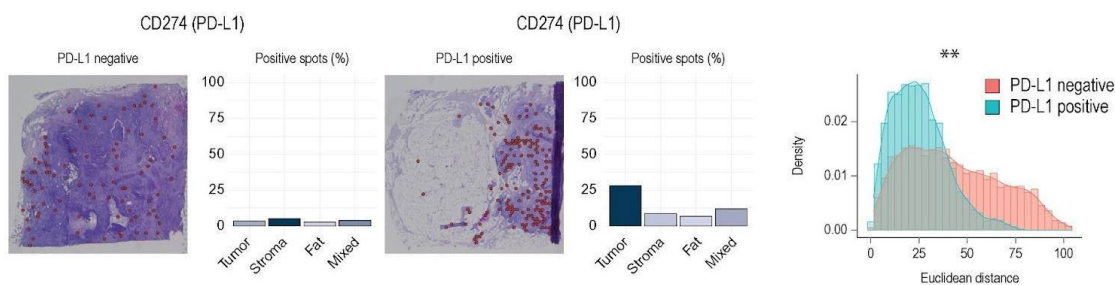 CD274 (PD-L1)
CD274 (PD-L1)
PD-L1 negative
Positive spots (%)
PD-L1 positive
Positive spots (%)
100
75
50
25
0
Tumor
Stroma
Fat
Mixed
100
75
50
25
0
Tumor
Stroma
Fat
Mixed
**
PD-L1 negative
PD-L1 positive
Density
0.02
0.01
0.00
0
25
50
75
100
Euclidean distance